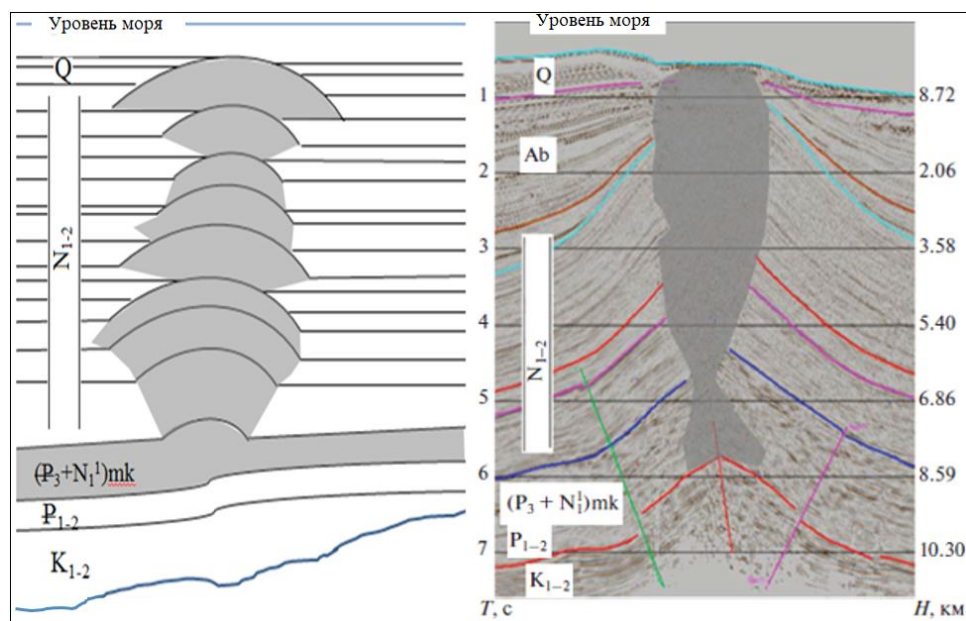 Уровень моря
Q
N1-2
(₽3+N1¹)mk
₽1-2
K1-2
Уровень моря
Q
1 8.72
Ab
2 2.06
3 3.58
4 5.40
N1–2
5 6.86
6 8.59
(P3 + N1¹)mk
P1–2
7 10.30
K1–2
T, с H, км